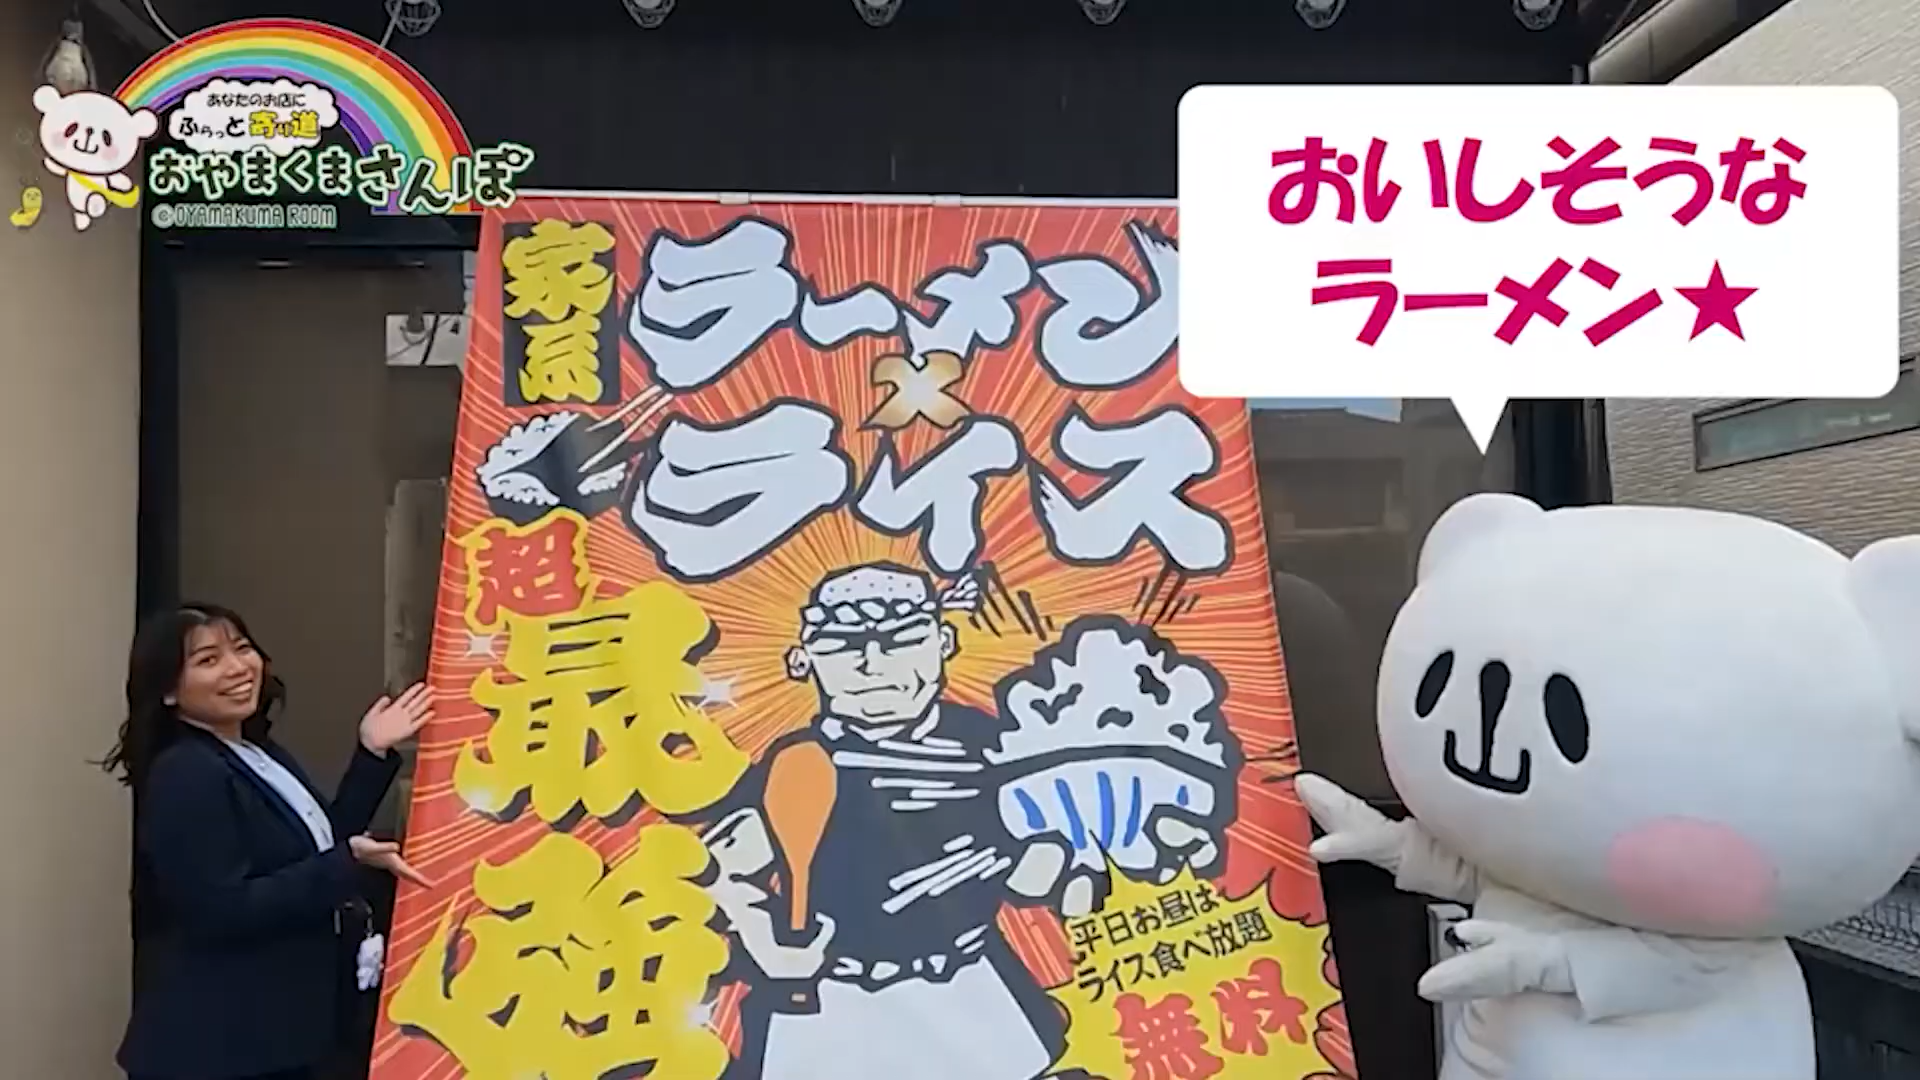 あなたのお店に
ふらっと寄り道
おやまくまさんぽ
©OYAMAKUMA ROOM
おいしそうな
ラーメン★
家系
ラーメン
×
ライス
超
最強
平日お昼は
ライス食べ放題
無料